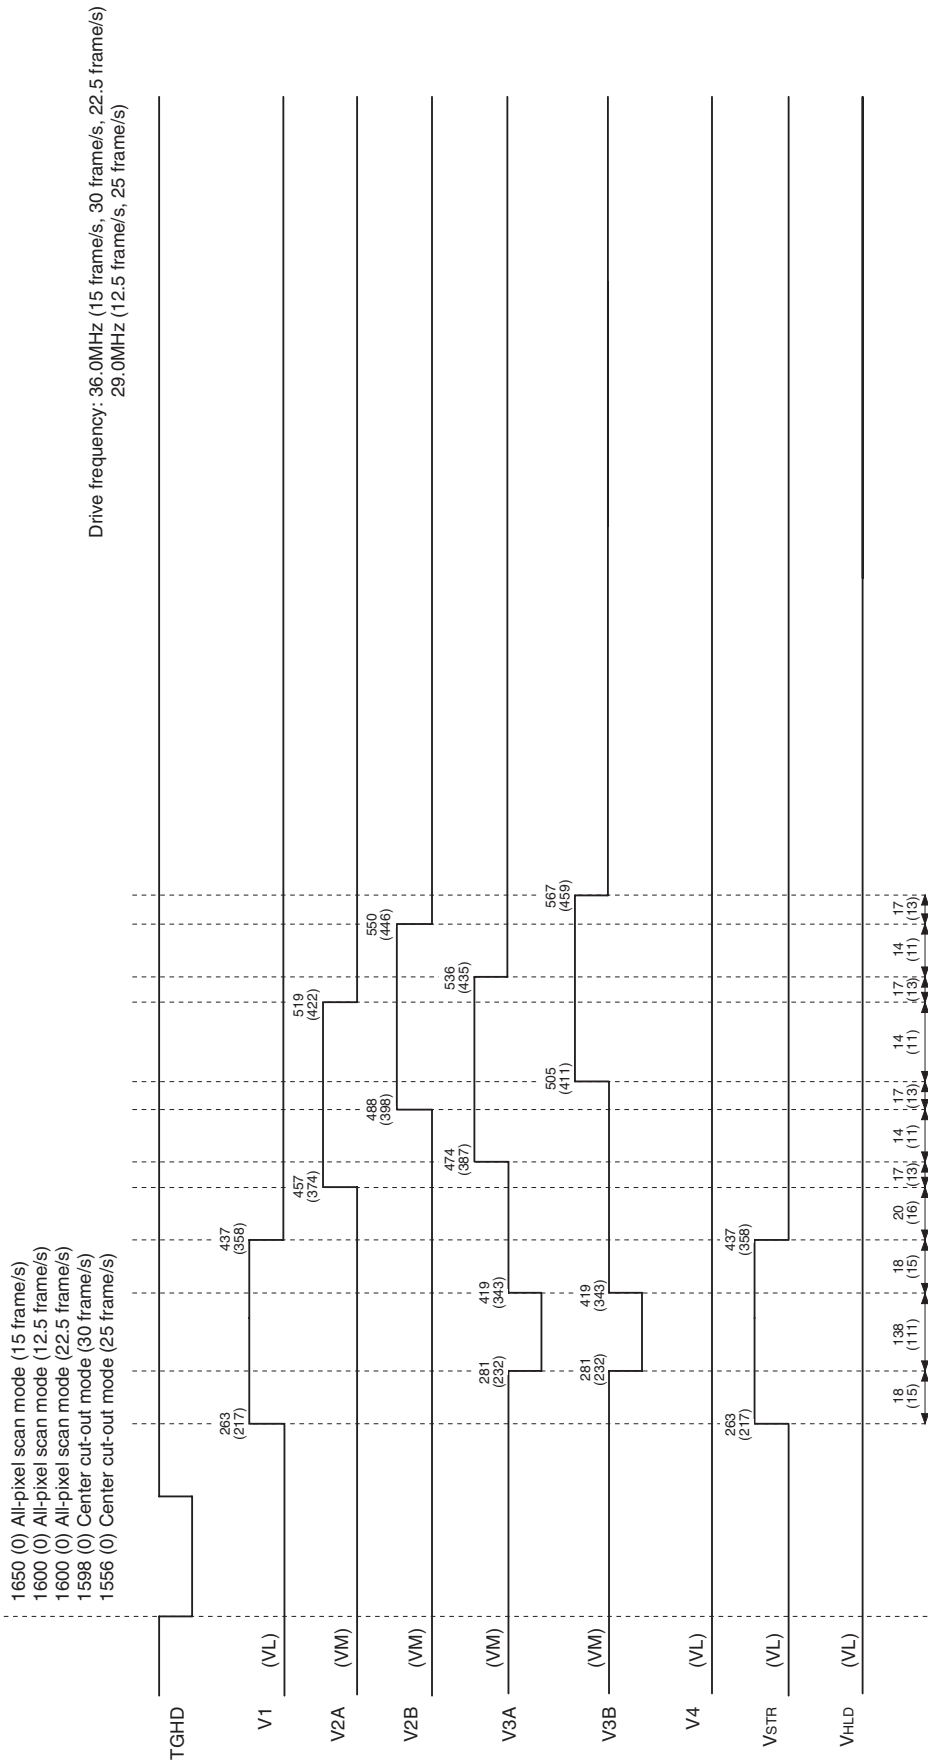 1650 (0) All-pixel scan mode (15 frame/s)
1600 (0) All-pixel scan mode (12.5 frame/s)
1600 (0) All-pixel scan mode (22.5 frame/s)
1598 (0) Center cut-out mode (30 frame/s)
1556 (0) Center cut-out mode (25 frame/s)
Drive frequency: 36.0MHz (15 frame/s, 30 frame/s, 22.5 frame/s)
29.0MHz (12.5 frame/s, 25 frame/s)
TGHD
V1 (VL)
263
(217)
437
(358)
V2A (VM)
457
(374)
519
(422)
V2B (VM)
488
(398)
550
(446)
V3A (VM)
281
(232)
419
(343)
474
(387)
536
(435)
V3B (VM)
281
(232)
419
(343)
505
(411)
567
(459)
V4 (VL)
VSTR (VL)
263
(217)
437
(358)
VHLD (VL)
18 138 18 20 17 14 17 14 17 14 17
(15) (111) (15) (16) (13) (11) (13) (11) (13) (11) (13)